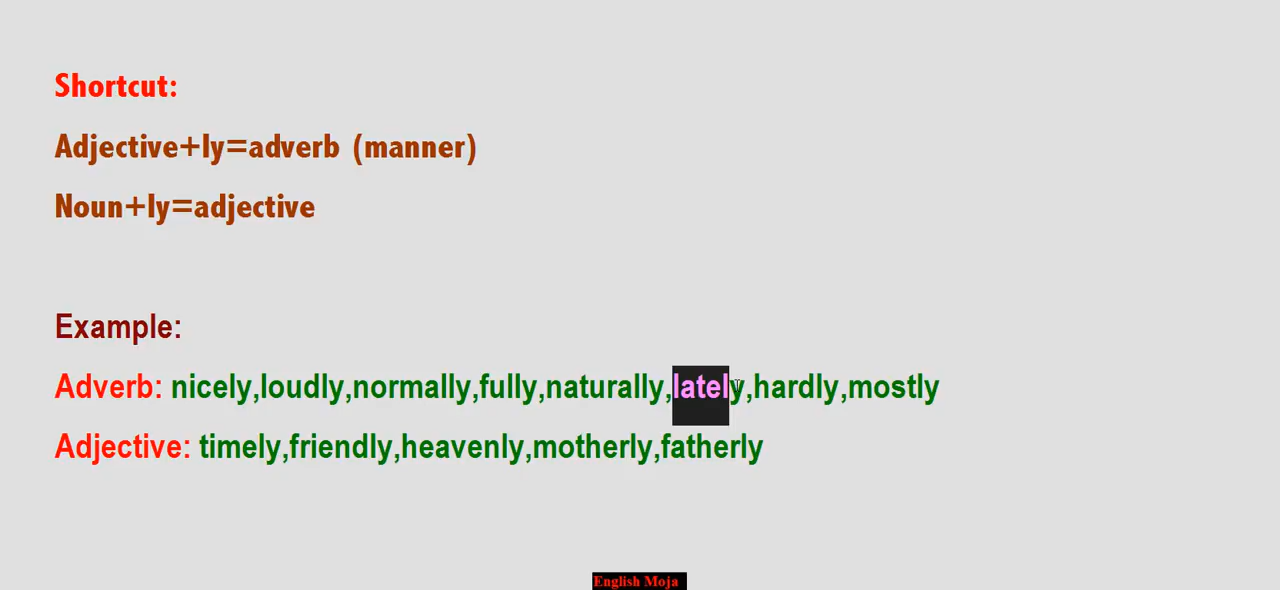 Shortcut:
Adjective+ly=adverb (manner)
Noun+ly=adjective
Example:
Adverb: nicely,loudly,normally,fully,naturally,lately,hardly,mostly
Adjective: timely,friendly,heavenly,motherly,fatherly
English Moja